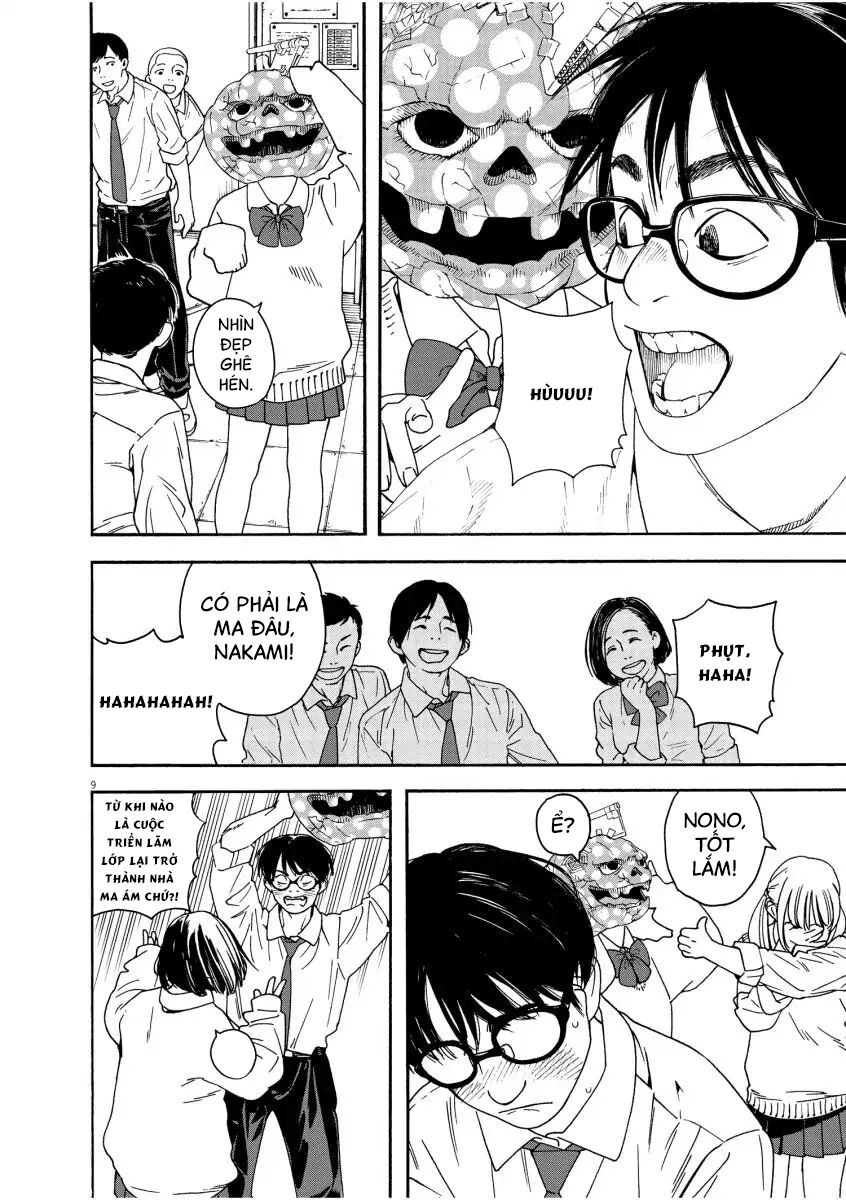 HÙUUU!
NHÌN
ĐẸP
GHÊ
HÉN.
PHỤT,
HAHA!
CÓ PHẢI LÀ
MA ĐÂU,
NAKAMI!
HAHAHAHAH!
NONO,
TỐT
LẮM!
Ể?
TỪ KHI NÀO
LÀ CUỘC
TRIỂN LÃM
LỚP LẠI TRỞ
THÀNH NHÀ
MA ÁM CHỨ?!
9